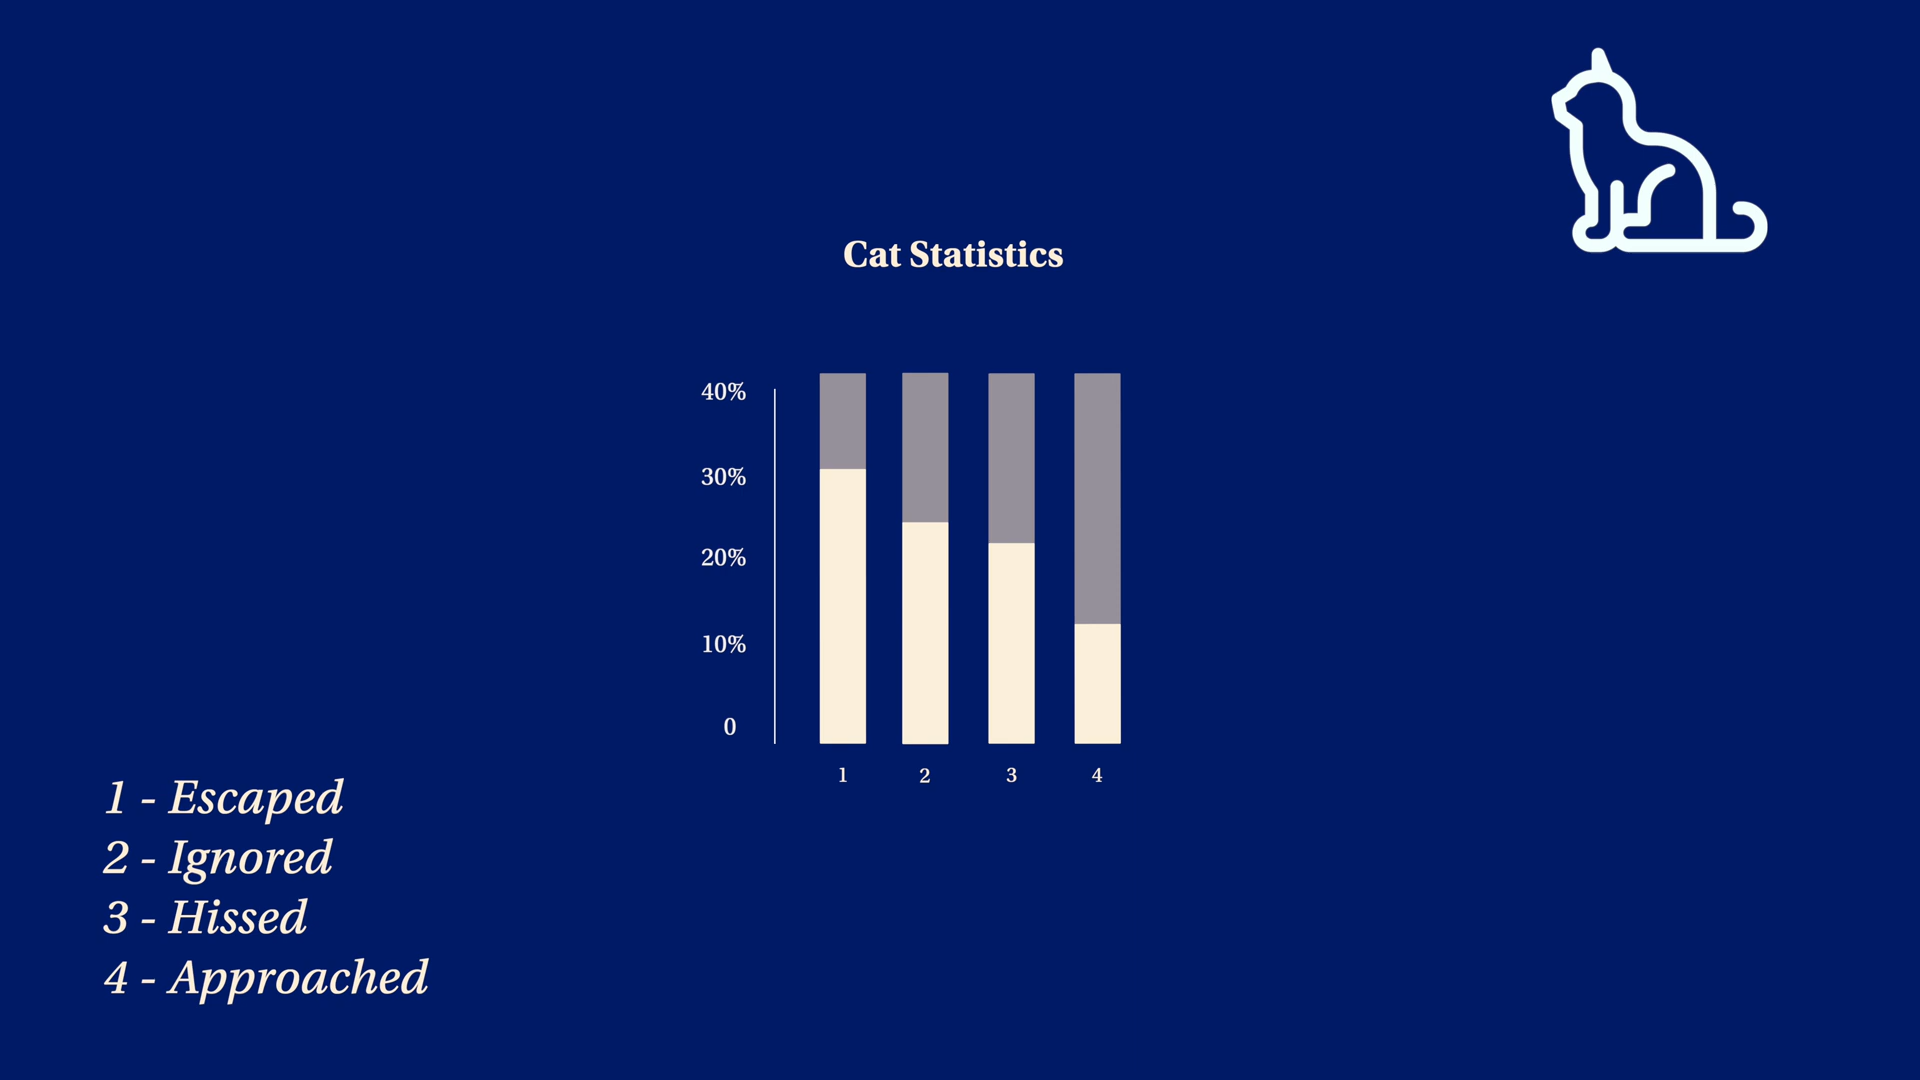 Cat Statistics
40%
30%
20%
10%
0
1 2 3 4
1 - Escaped
2 - Ignored
3 - Hissed
4 - Approached